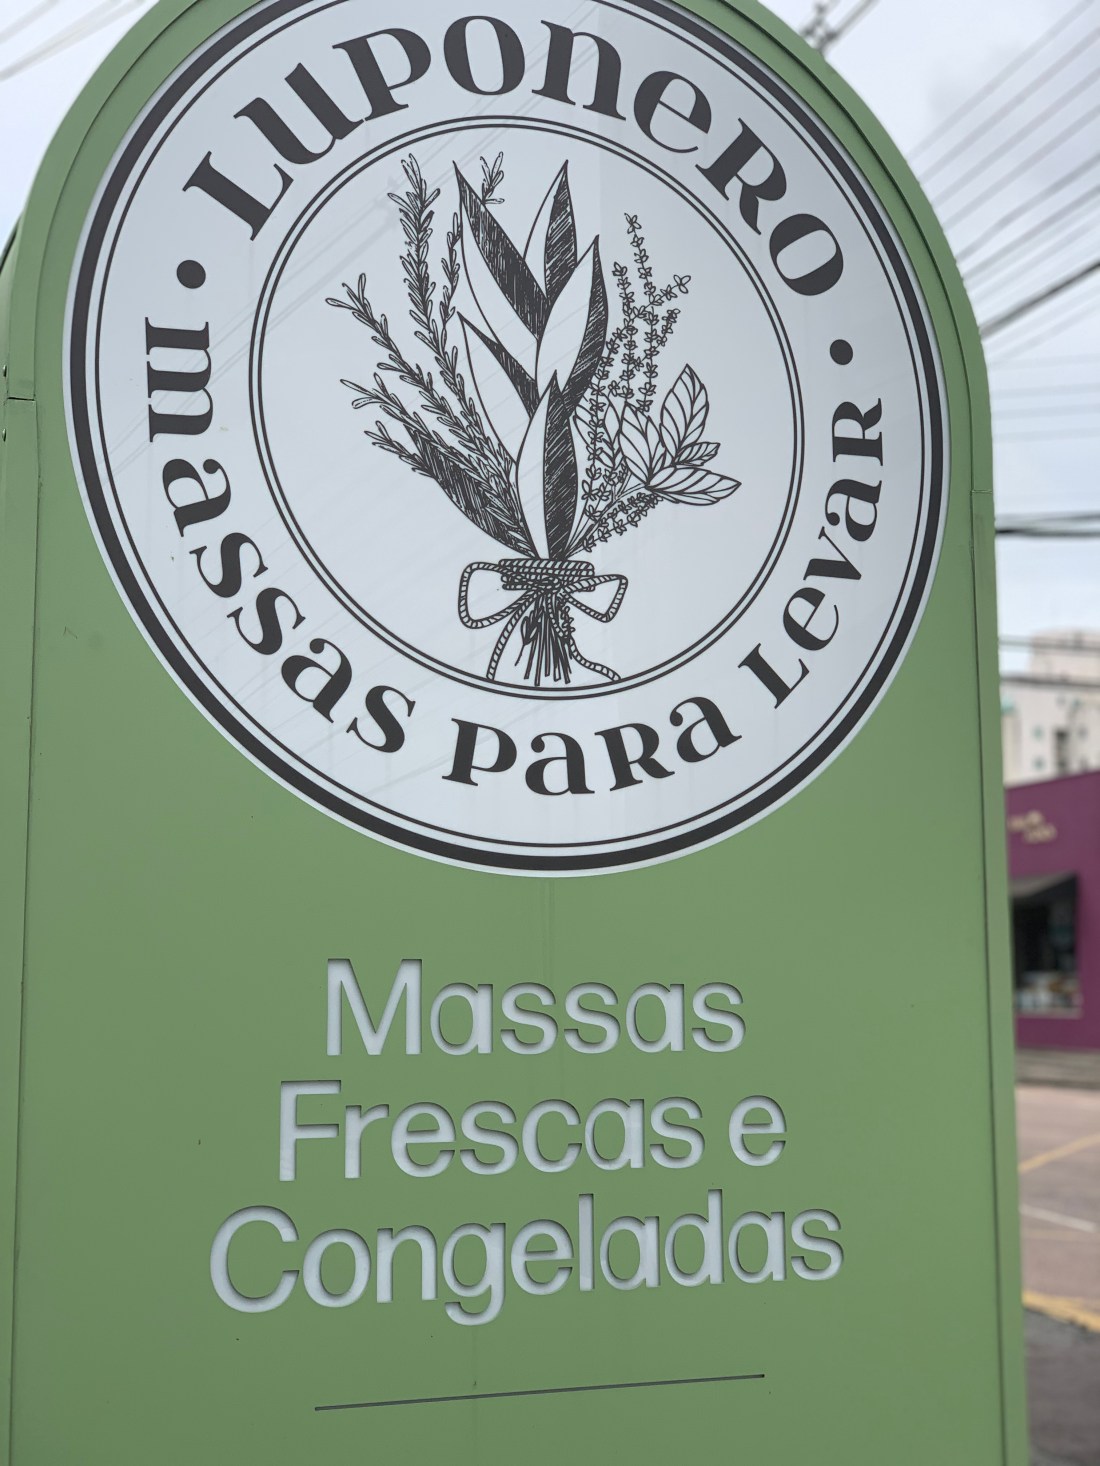 LUPONERO
massas para Levar
Massas
Frescas e
Congeladas